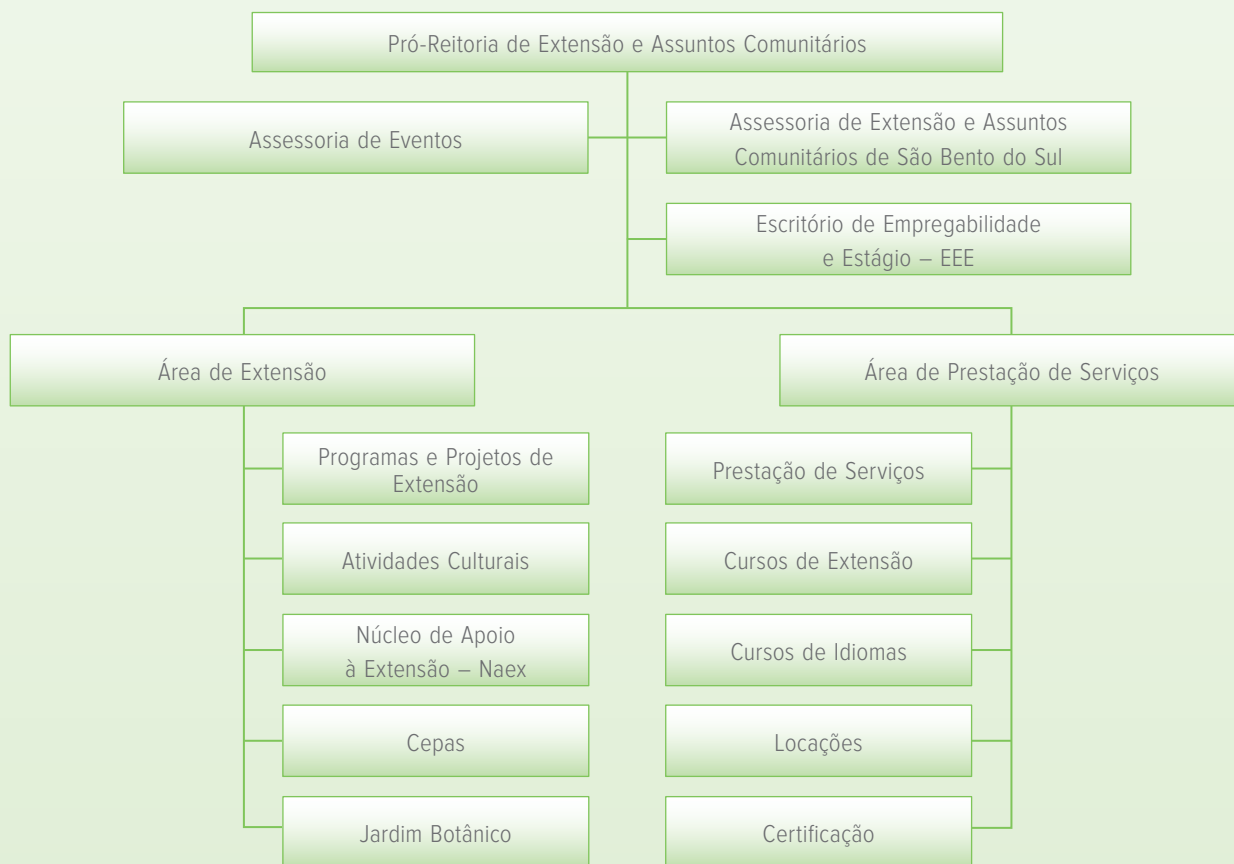 Pró-Reitoria de Extensão e Assuntos Comunitários
Assessoria de Eventos
Assessoria de Extensão e Assuntos
Comunitários de São Bento do Sul
Escritório de Empregabilidade
e Estágio – EEE
Área de Extensão
Área de Prestação de Serviços
Programas e Projetos de
Extensão
Atividades Culturais
Núcleo de Apoio
à Extensão – Naex
Cepas
Jardim Botânico
Prestação de Serviços
Cursos de Extensão
Cursos de Idiomas
Locações
Certificação